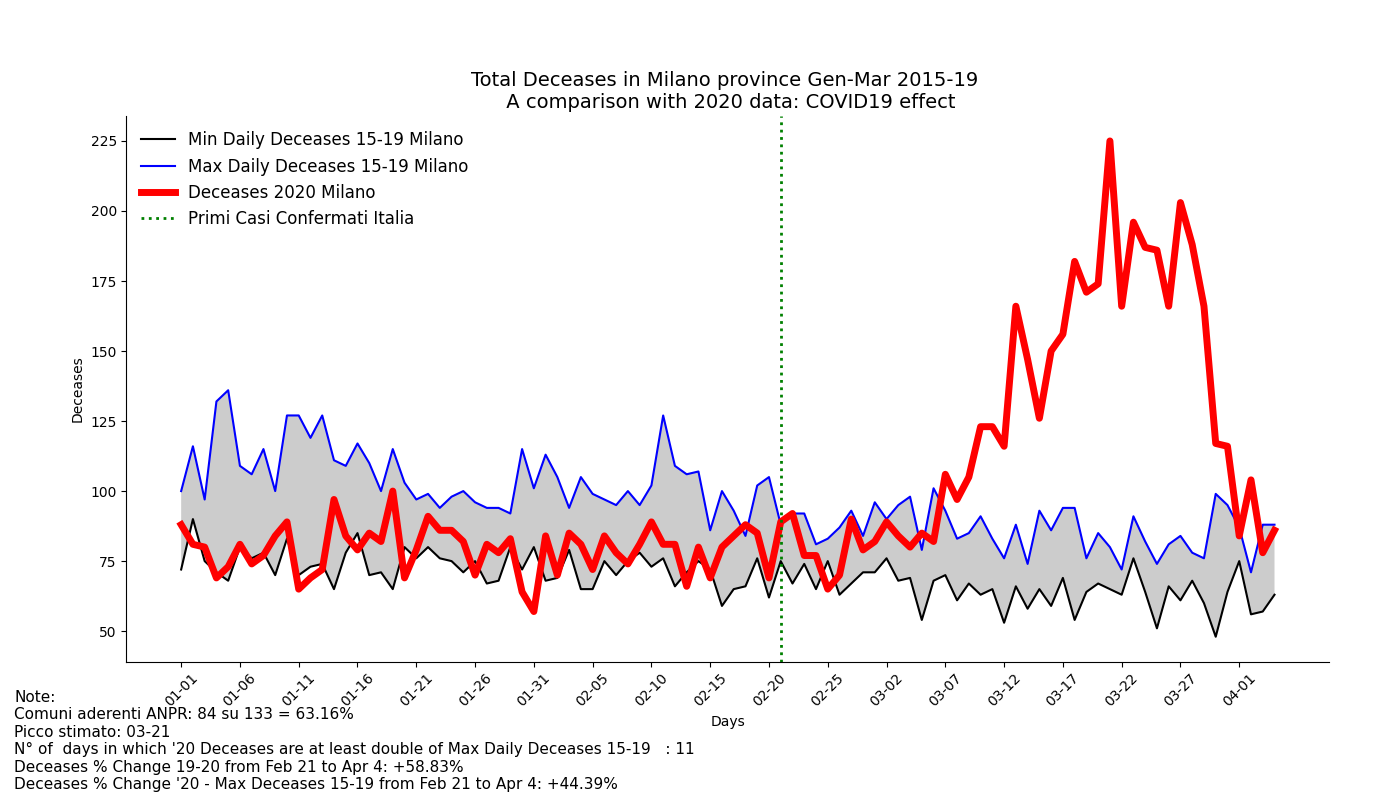 Total Deceases in Milano province Gen-Mar 2015-19
A comparison with 2020 data: COVID19 effect
Min Daily Deceases 15-19 Milano
Max Daily Deceases 15-19 Milano
Deceases 2020 Milano
Primi Casi Confermati Italia
225
200
175
150
125
100
75
50
Deceases
01-01
01-06
01-11
01-16
01-21
01-26
01-31
02-05
02-10
02-15
02-20
02-25
03-02
03-07
03-12
03-17
03-22
03-27
04-01
Days
Note:
Comuni aderenti ANPR: 84 su 133 = 63.16%
Picco stimato: 03-21
N° of  days in which '20 Deceases are at least double of Max Daily Deceases 15-19   : 11
Deceases % Change 19-20 from Feb 21 to Apr 4: +58.83%
Deceases % Change '20 - Max Deceases 15-19 from Feb 21 to Apr 4: +44.39%